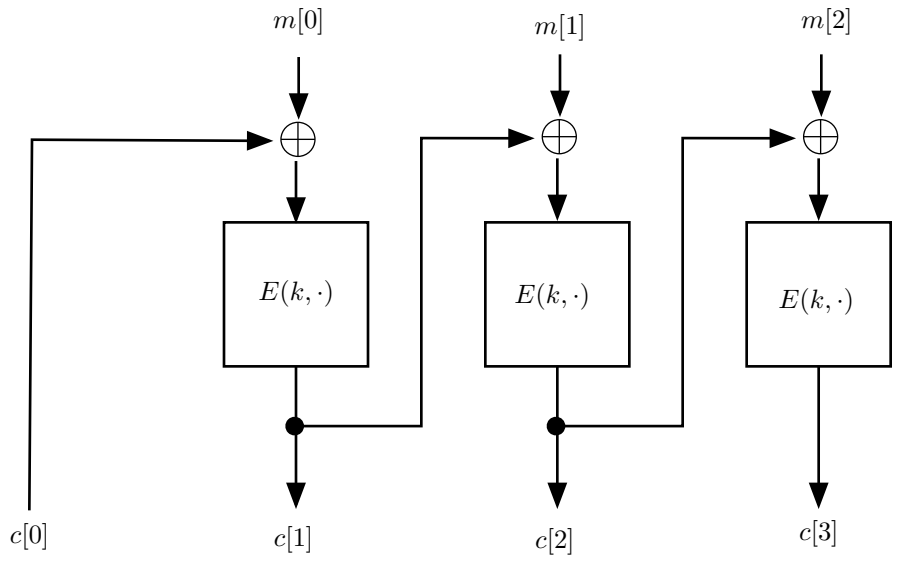 m[0] m[1] m[2]
E(k, ·) E(k, ·) E(k, ·)
c[0] c[1] c[2] c[3]